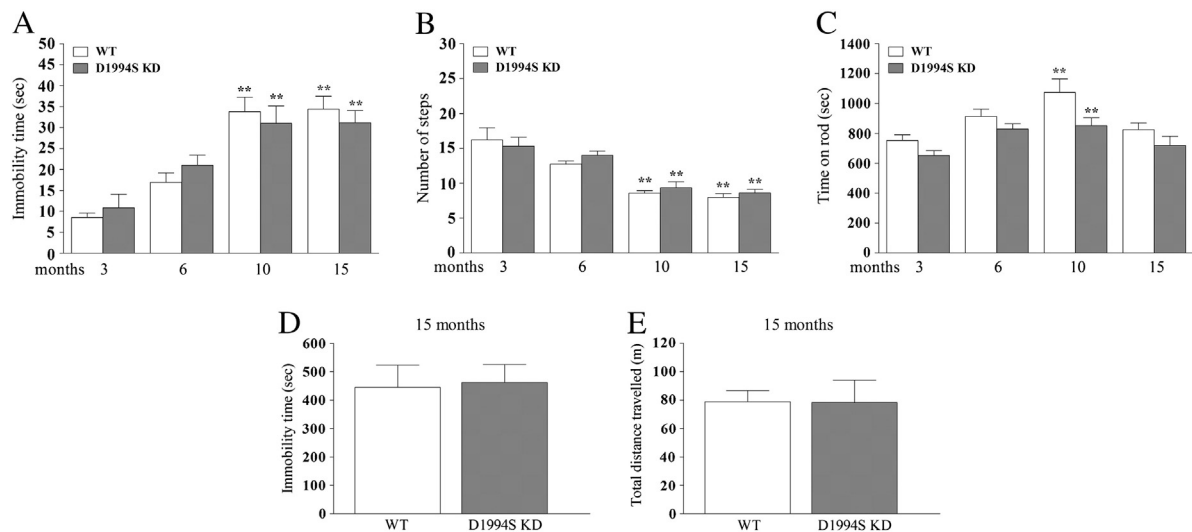 A
B
C
WT
D1994S KD
Immobility time (sec)
50
45
40
35
30
25
20
15
10
5
0
** ** ** **
months 3 6 10 15
WT
D1994S KD
Number of steps
30
25
20
15
10
5
0
** ** ** **
months 3 6 10 15
WT
D1994S KD
Time on rod (sec)
1400
1200
1000
800
600
400
200
0
** **
months 3 6 10 15
D
15 months
Immobility time (sec)
600
500
400
300
200
100
0
WT D1994S KD
E
15 months
Total distance travelled (m)
120
100
80
60
40
20
0
WT D1994S KD